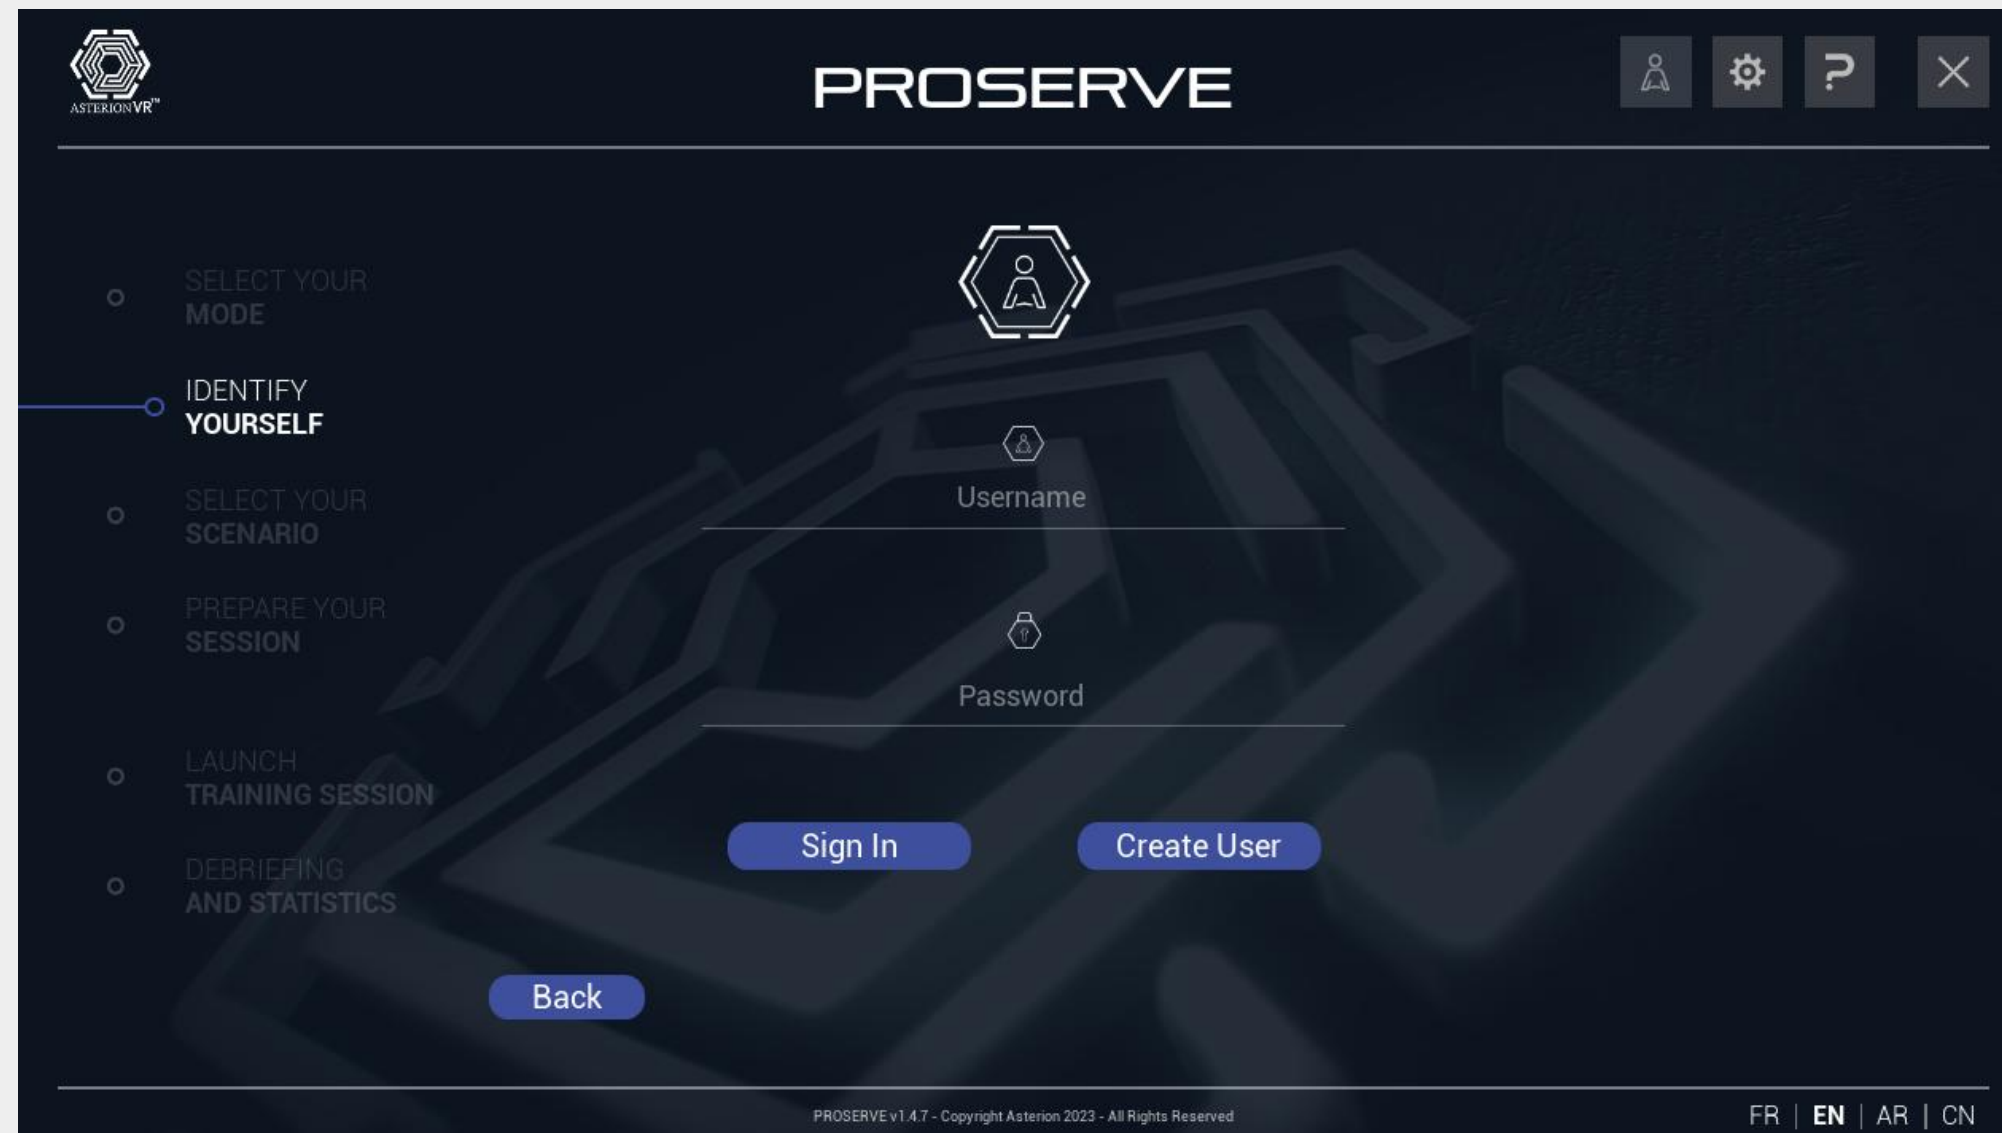 ASTERION VR™
PROSERVE
SELECT YOUR
MODE
IDENTIFY
YOURSELF
SELECT YOUR
SCENARIO
PREPARE YOUR
SESSION
LAUNCH
TRAINING SESSION
DEBRIEFING
AND STATISTICS
Username
Password
Sign In
Create User
Back
PROSERVE v1.4.7 - Copyright Asterion 2023 - All Rights Reserved
FR | EN | AR | CN